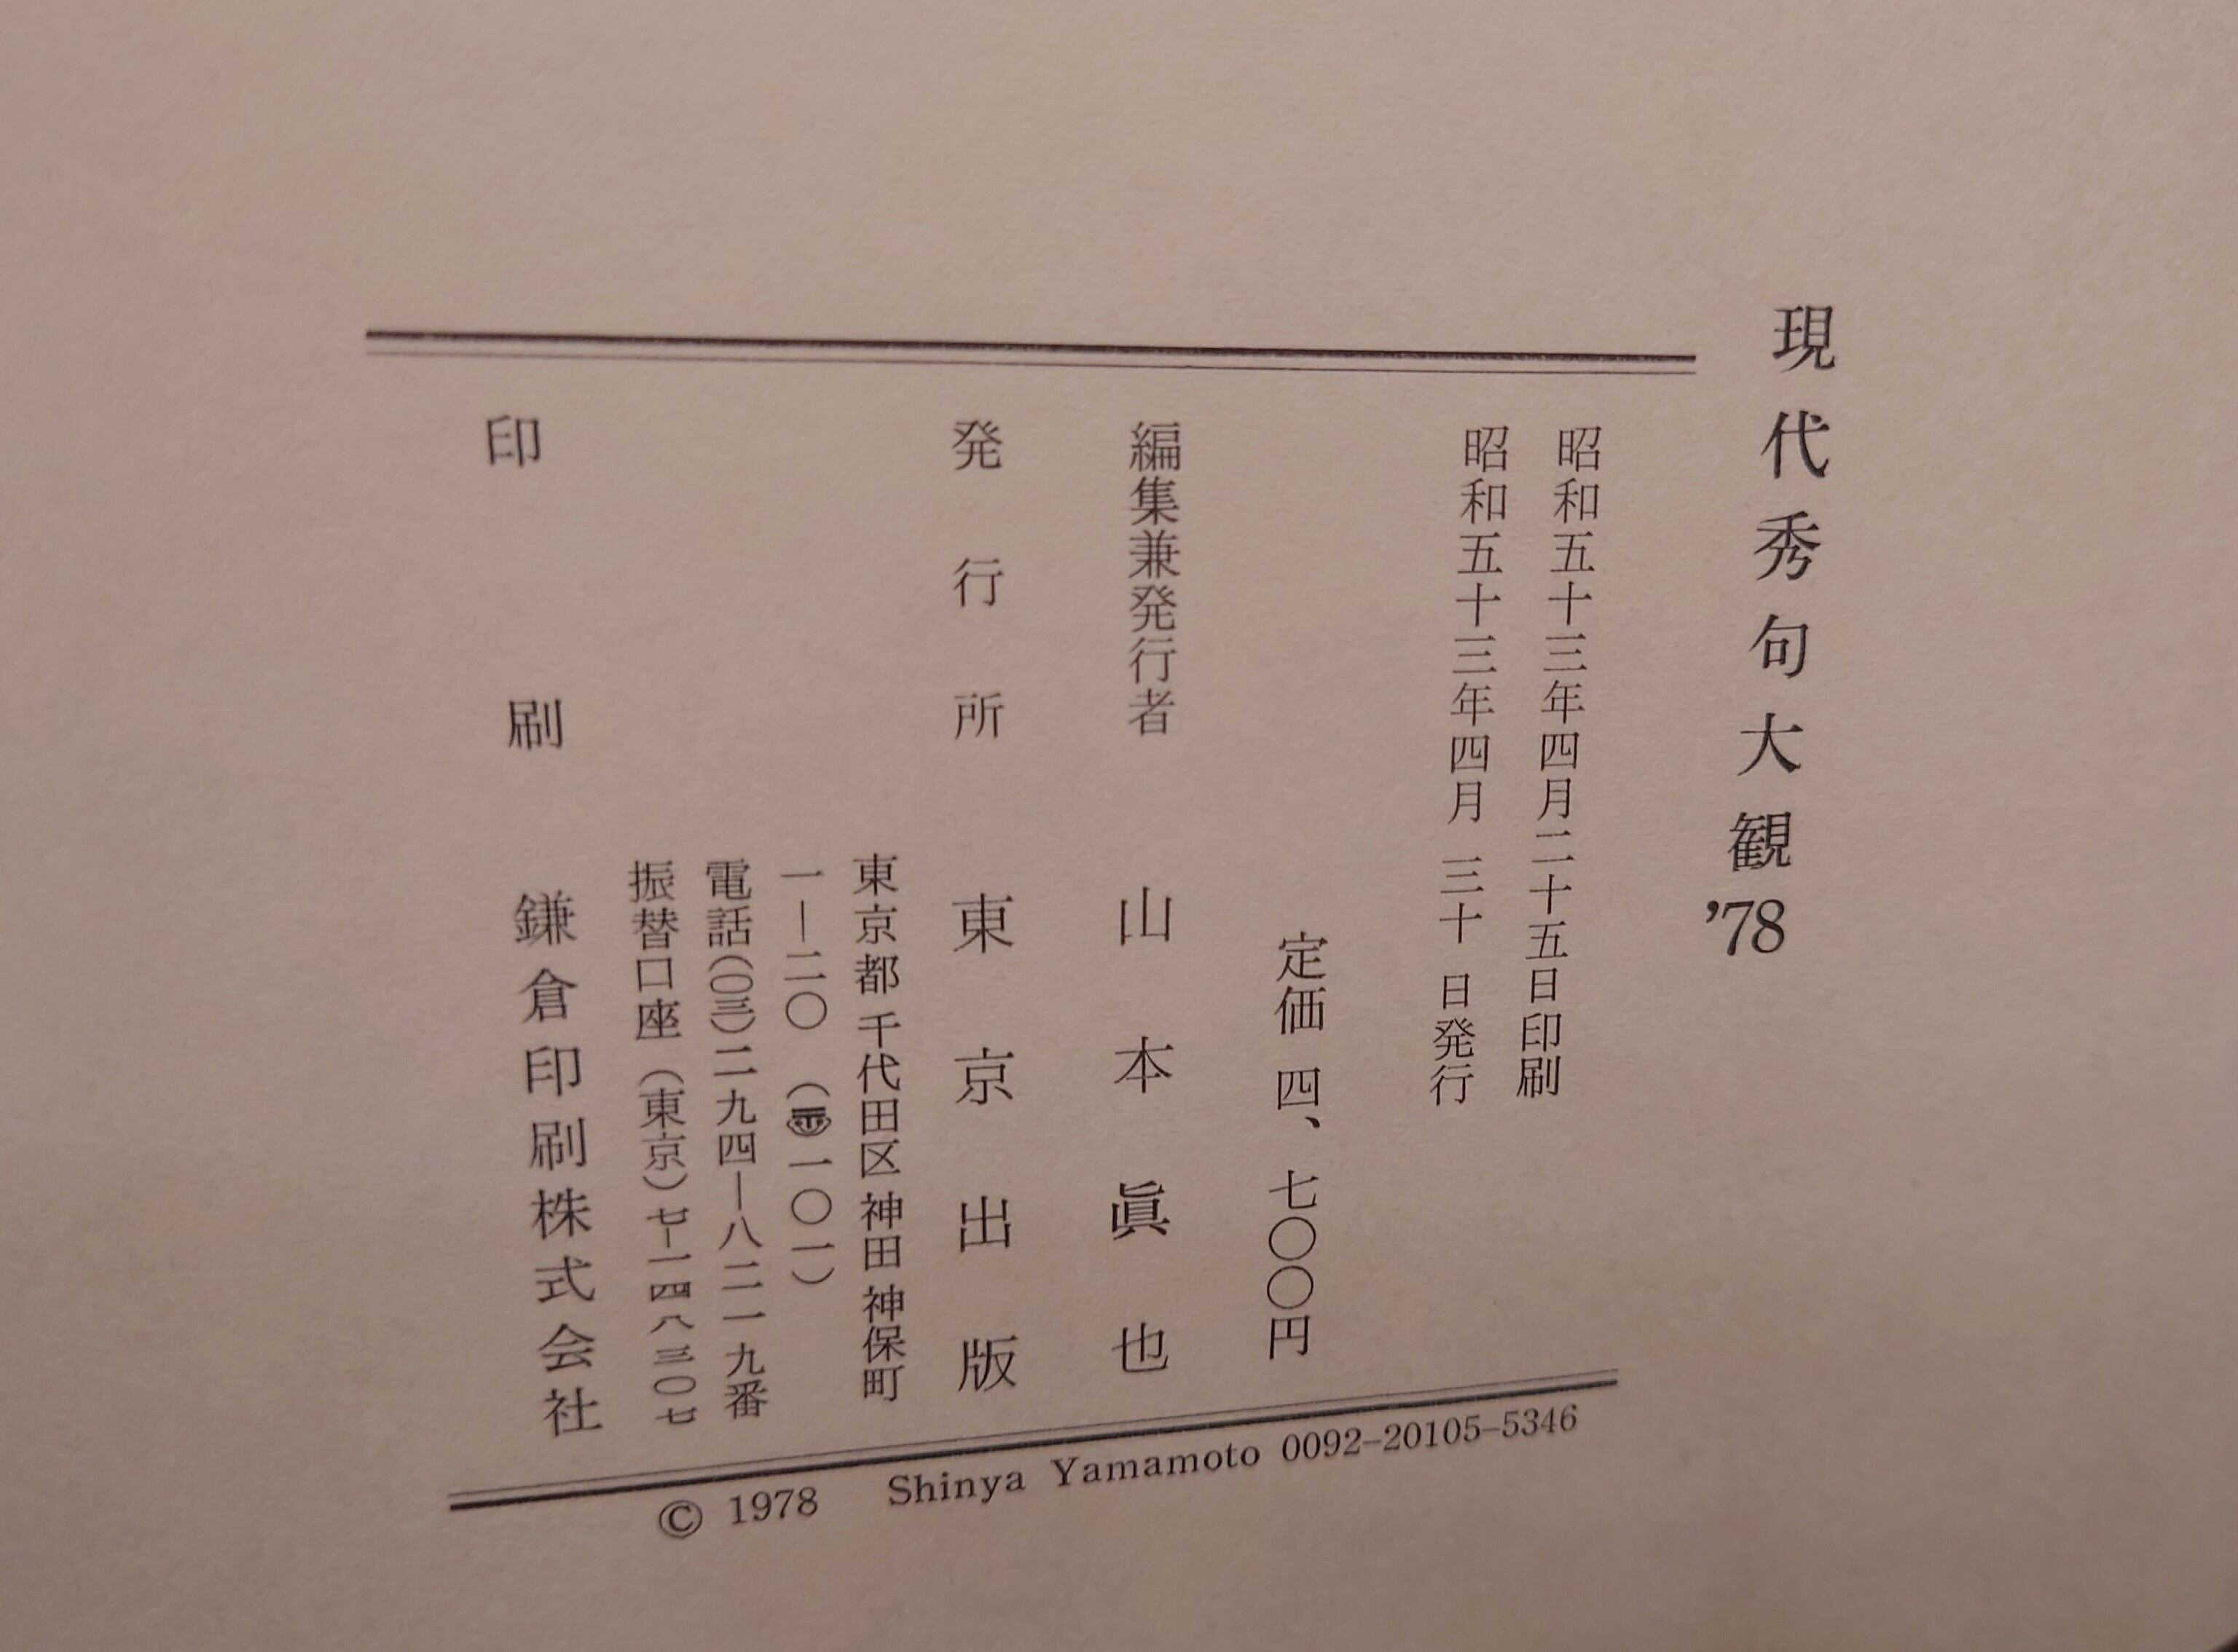 現代秀句大観’78
昭和五十三年四月二十五日印刷
昭和五十三年四月三十日発行
定価 四、七〇〇円
編集兼発行者 山本眞也
発行所 東京出版
東京都千代田区神田神保町
一―二〇 (〠一〇一)
電話(〇三)二九四―八二一九番
振替口座(東京)七―一四八三〇七
印刷 鎌倉印刷株式会社
© 1978 Shinya Yamamoto 0092–20105–5346